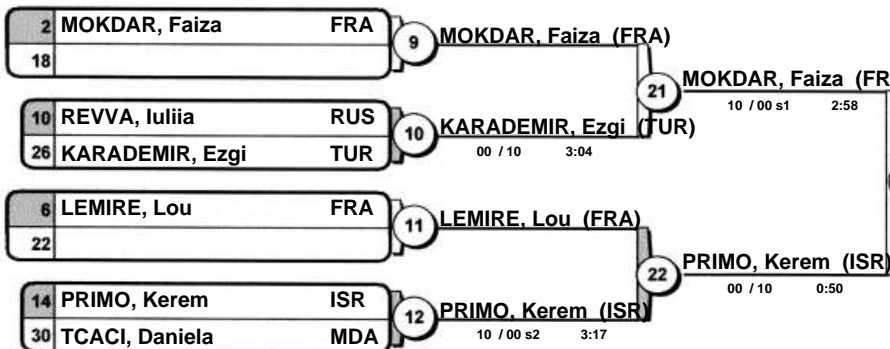 2 MOKDAR, Faiza FRA
18
9 MOKDAR, Faiza (FRA)
10 REVVA, Iuliia RUS
26 KARADEMIR, Ezgi TUR
10 KARADEMIR, Ezgi (TUR)
00 / 10 3:04
21 MOKDAR, Faiza (FR
10 / 00 s1 2:58
6 LEMIRE, Lou FRA
22
11 LEMIRE, Lou (FRA)
14 PRIMO, Kerem ISR
30 TCACI, Daniela MDA
12 PRIMO, Kerem (ISR)
10 / 00 s2 3:17
22 PRIMO, Kerem (ISR)
00 / 10 0:50